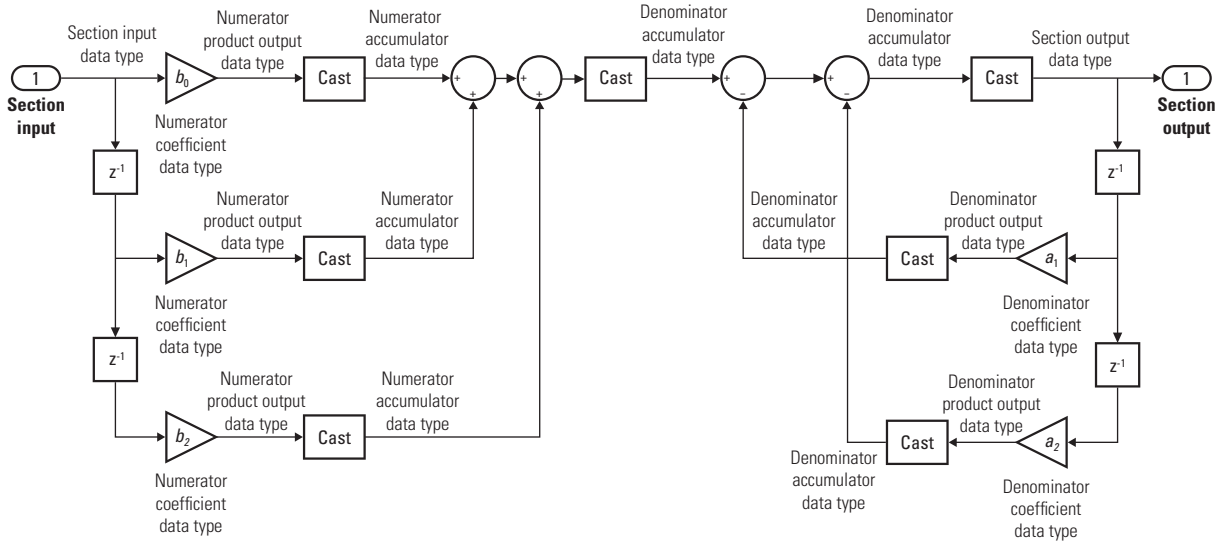 Section input
data type
Numerator
product output
data type
Numerator
accumulator
data type
Denominator
accumulator
data type
Denominator
accumulator
data type
Section output
data type
1
Section
input
b0
Cast
+
+
+
+
Cast
+
−
+
−
Cast
1
Section
output
Numerator
coefficient
data type
z-1
z-1
Numerator
product output
data type
Numerator
accumulator
data type
Denominator
accumulator
data type
Denominator
product output
data type
b1
Cast
Cast
a1
Numerator
coefficient
data type
Denominator
coefficient
data type
z-1
z-1
Numerator
product output
data type
Numerator
accumulator
data type
Denominator
product output
data type
b2
Cast
Cast
a2
Denominator
accumulator
data type
Numerator
coefficient
data type
Denominator
coefficient
data type